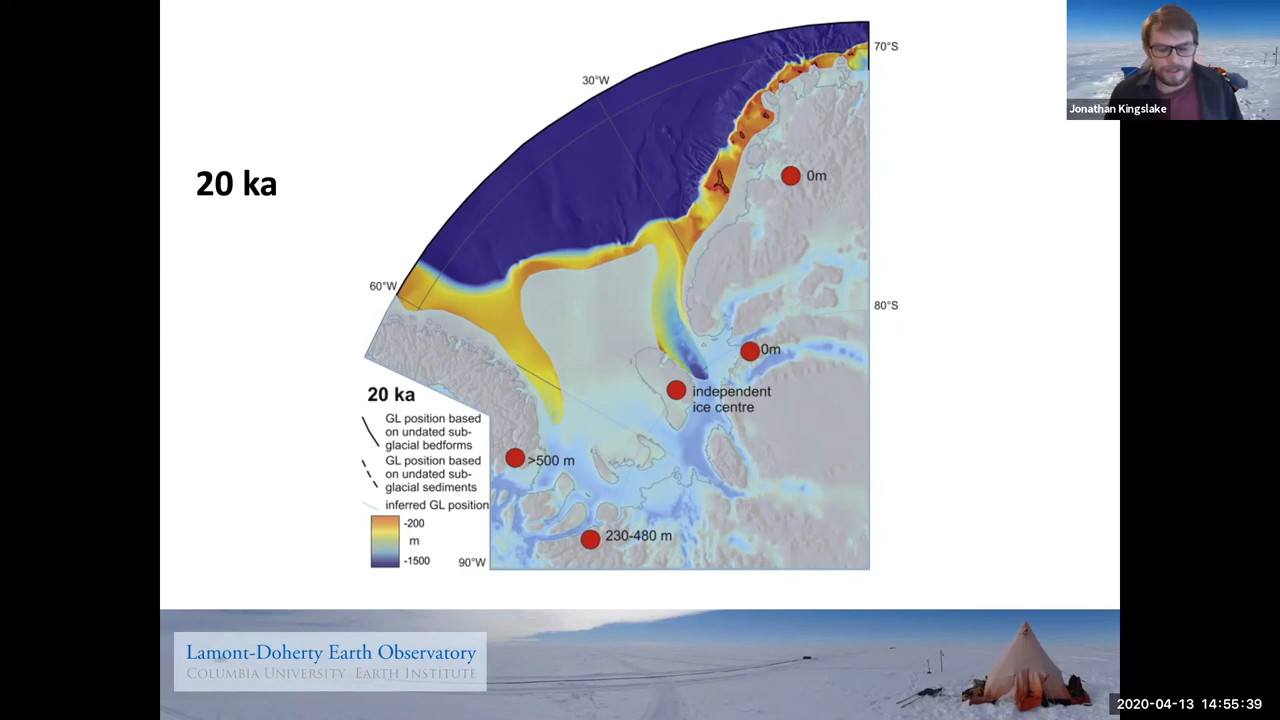 Jonathan Kingslake
20 ka
70°S
30°W
0m
60°W
80°S
0m
independent
ice centre
>500 m
230-480 m
90°W
20 ka
GL position based
on undated sub-
glacial bedforms
GL position based
on undated sub-
glacial sediments
inferred GL position
-200
m
-1500
Lamont-Doherty Earth Observatory
COLUMBIA UNIVERSITY EARTH INSTITUTE
2020-04-13 14:55:39